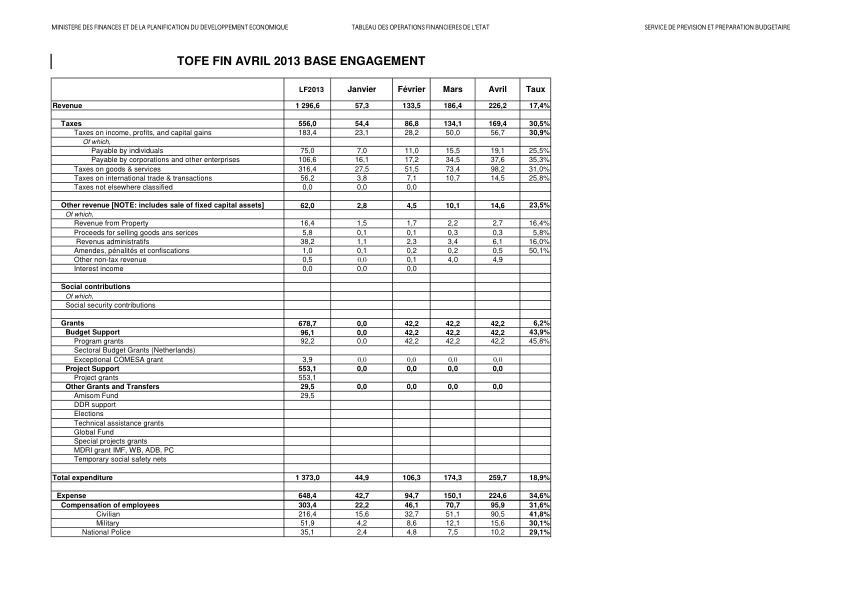 MINISTERE DES FINANCES ET DE LA PLANIFICATION DU DEVELOPPEMENT ECONOMIQUE TABLEAU DES OPERATIONS FINANCIERES DE L'ETAT SERVICE DE PREVISION ET PREPARATION BUDGETAIRE
TOFE FIN AVRIL 2013 BASE ENGAGEMENT
LF2013 Janvier Février Mars Avril Taux
Revenue 1 296,6 57,3 133,5 186,4 226,2 17,4%
Taxes 556,0 54,4 86,8 134,1 169,4 30,5%
Taxes on income, profits, and capital gains 183,4 23,1 28,2 50,0 56,7 30,9%
Of which,
Payable by individuals 75,0 7,0 11,0 15,5 19,1 25,5%
Payable by corporations and other enterprises 106,6 16,1 17,2 34,5 37,6 35,3%
Taxes on goods & services 316,4 27,5 51,5 73,4 98,2 31,0%
Taxes on international trade & transactions 56,2 3,8 7,1 10,7 14,5 25,8%
Taxes not elsewhere classified 0,0 0,0 0,0
Other revenue [NOTE: includes sale of fixed capital assets] 62,0 2,8 4,5 10,1 14,6 23,5%
Of which,
Revenue from Property 16,4 1,5 1,7 2,2 2,7 16,4%
Proceeds for selling goods ans serices 5,8 0,1 0,1 0,3 0,3 5,8%
Revenus administratifs 38,2 1,1 2,3 3,4 6,1 16,0%
Amendes, pénalités et confiscations 1,0 0,1 0,2 0,2 0,5 50,1%
Other non-tax revenue 0,5 0,0 0,1 4,0 4,9
Interest income 0,0 0,0 0,0
Social contributions
Of which,
Social security contributions
Grants 678,7 0,0 42,2 42,2 42,2 6,2%
Budget Support 96,1 0,0 42,2 42,2 42,2 43,9%
Program grants 92,2 0,0 42,2 42,2 42,2 45,8%
Sectoral Budget Grants (Netherlands)
Exceptional COMESA grant 3,9 0,0 0,0 0,0 0,0
Project Support 553,1 0,0 0,0 0,0 0,0
Project grants 553,1
Other Grants and Transfers 29,5 0,0 0,0 0,0 0,0
Amisom Fund 29,5
DDR support
Elections
Technical assistance grants
Global Fund
Special projects grants
MDRI grant IMF, WB, ADB, PC
Temporary social safety nets
Total expenditure 1 373,0 44,9 106,3 174,3 259,7 18,9%
Expense 648,4 42,7 94,7 150,1 224,6 34,6%
Compensation of employees 303,4 22,2 46,1 70,7 95,9 31,6%
Civilian 216,4 15,6 32,7 51,1 90,5 41,8%
Military 51,9 4,2 8,6 12,1 15,6 30,1%
National Police 35,1 2,4 4,8 7,5 10,2 29,1%